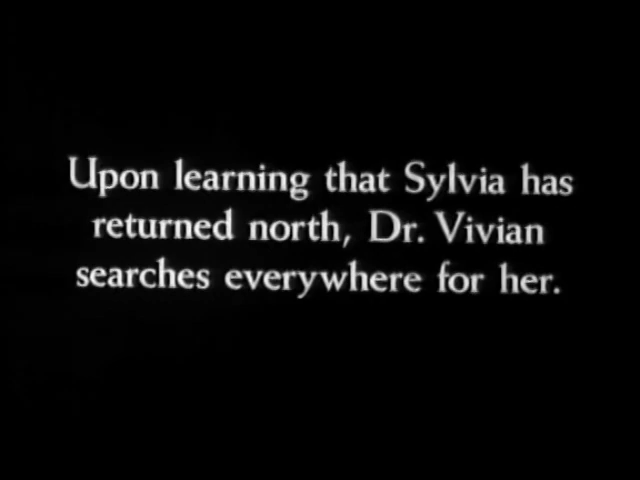 Upon learning that Sylvia has
returned north, Dr. Vivian
searches everywhere for her.